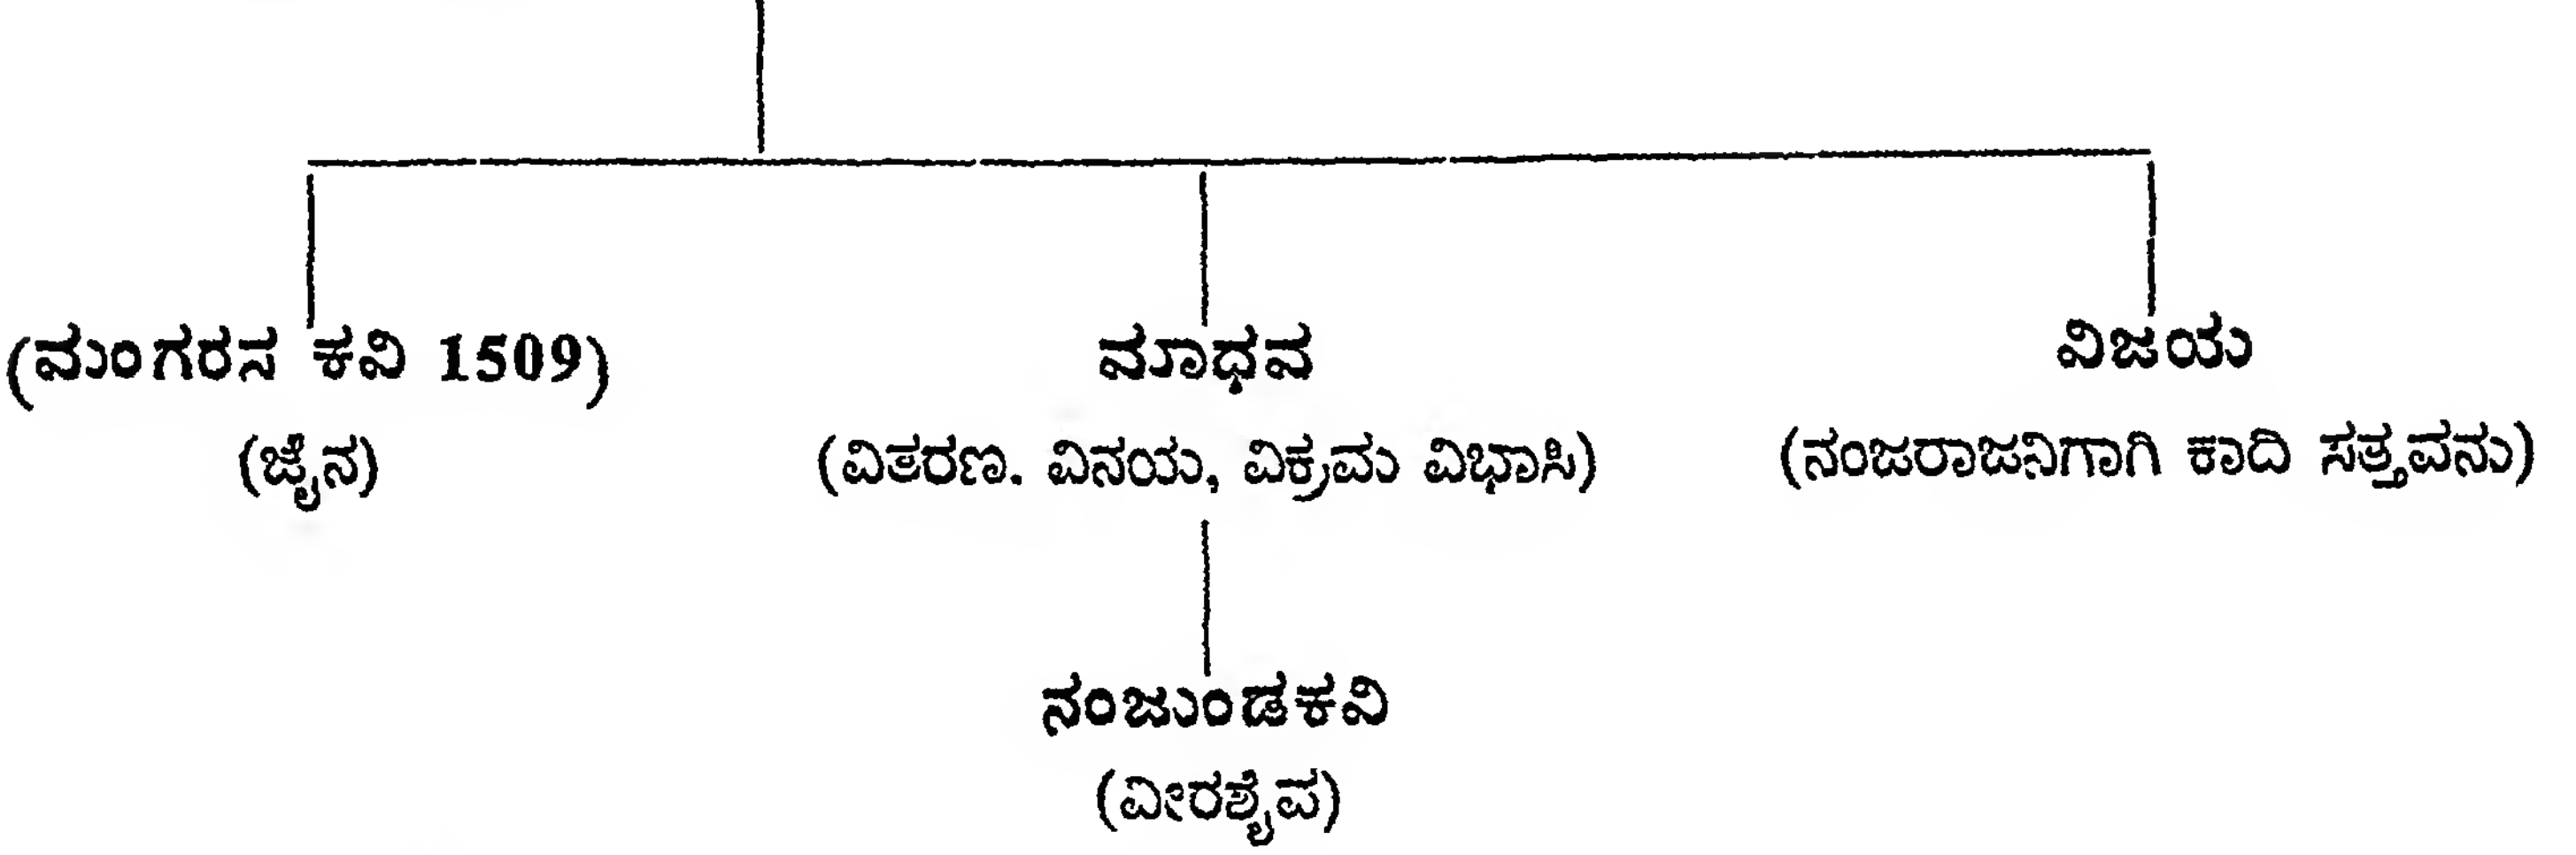 (ಮಂಗರಸ ಕವಿ 1509) ಮಾಧವ ವಿಜಯ
(ಜೈನ) (ವಿತರಣ. ವಿನಯ, ವಿಕ್ರಮ ವಿಭಾಸಿ) (ನಂಜರಾಜನಿಗಾಗಿ ಕಾದಿ ಸತ್ತವನು)
ನಂಜುಂಡಕವಿ
(ವೀರಶೈವ)